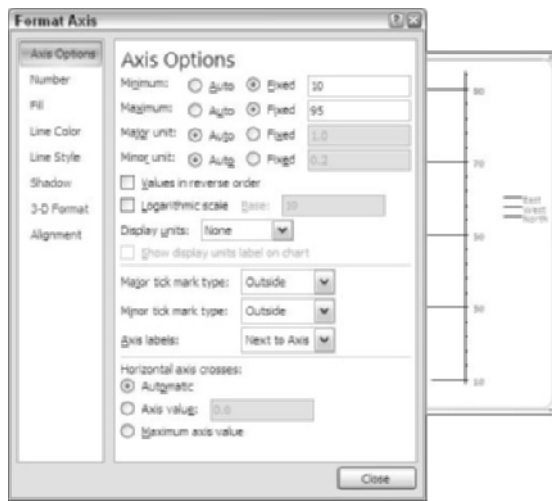 Format Axis
Axis Options
Number
Fill
Line Color
Line Style
Shadow
3-D Format
Alignment
Axis Options
Minimum: Auto Fixed 10
Maximum: Auto Fixed 95
Major unit: Auto Fixed 1.0
Minor unit: Auto Fixed 0.2
Values in reverse order
Logarithmic scale Base: 10
Display units: None
Show display units label on chart
Major tick mark type: Outside
Minor tick mark type: Outside
Axis labels: Next to Axis
Horizontal axis crosses:
Automatic
Axis value: 0.0
Maximum axis value
Close
70
East
West
North
10